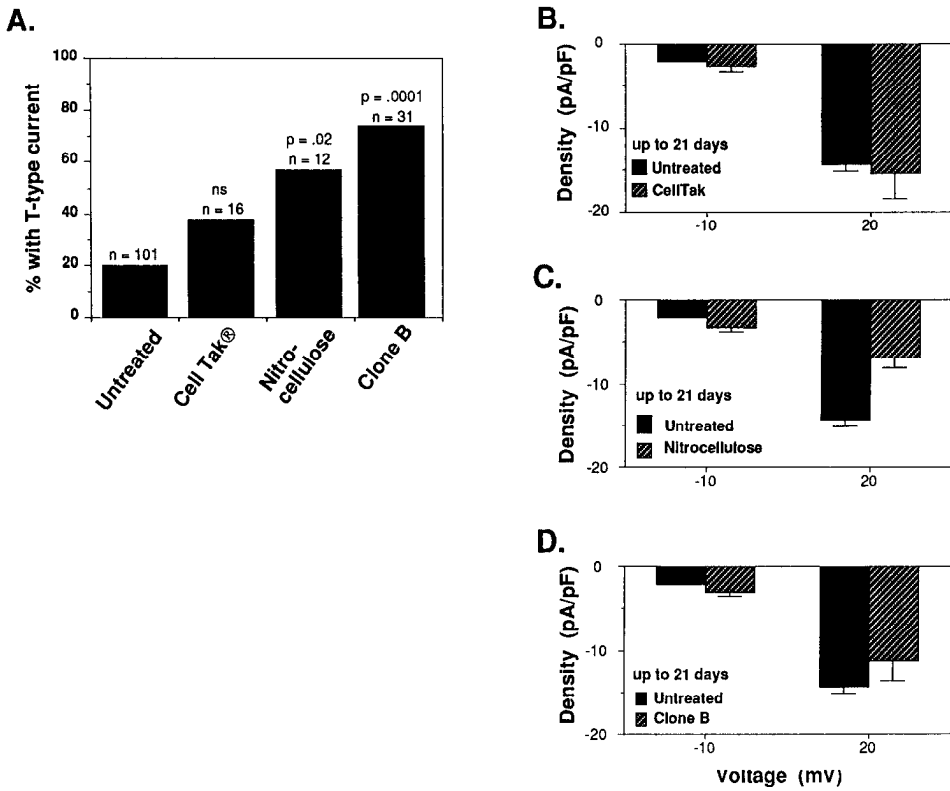 A.
% with T-type current
100
80
60
40
20
0
n = 101
ns
n = 16
p = .02
n = 12
p = .0001
n = 31
Untreated
Cell Tak®
Nitro-
cellulose
Clone B
B.
Density (pA/pF)
0
-10
-20
up to 21 days
Untreated
CellTak
-10
20
C.
Density (pA/pF)
0
-10
-20
up to 21 days
Untreated
Nitrocellulose
-10
20
D.
Density (pA/pF)
0
-10
-20
up to 21 days
Untreated
Clone B
-10
20
Voltage (mV)